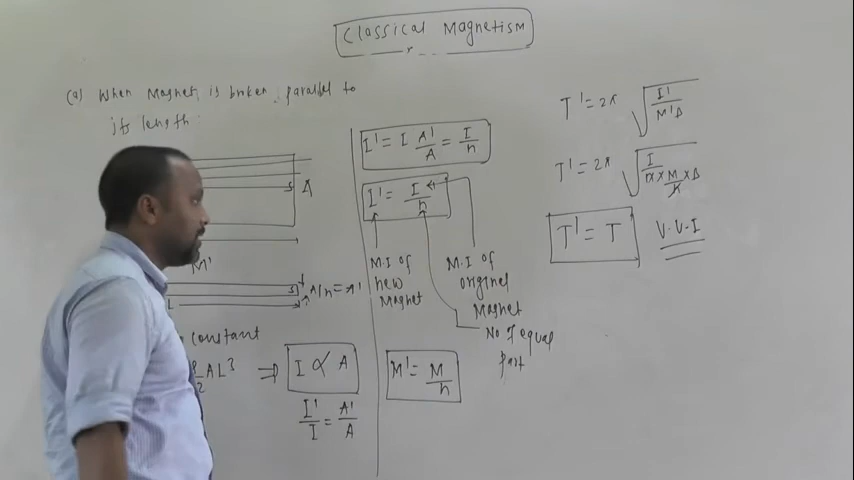 Classical Magnetism
(a) When Magnet is broken parallel to
its length.
S A
M'
S A/n = A'
L
constant
AL³ ⇒ I ∝ A
I'/I = A'/A
I' = I A'/A = I/n
I' = I/n
M.I of
new
Magnet
M.I of
original
Magnet
No of equal
part
M' = M/n
T' = 2π √(I'/M'B)
T' = 2π √(I/(n × M/n × B))
T' = T V.V.I